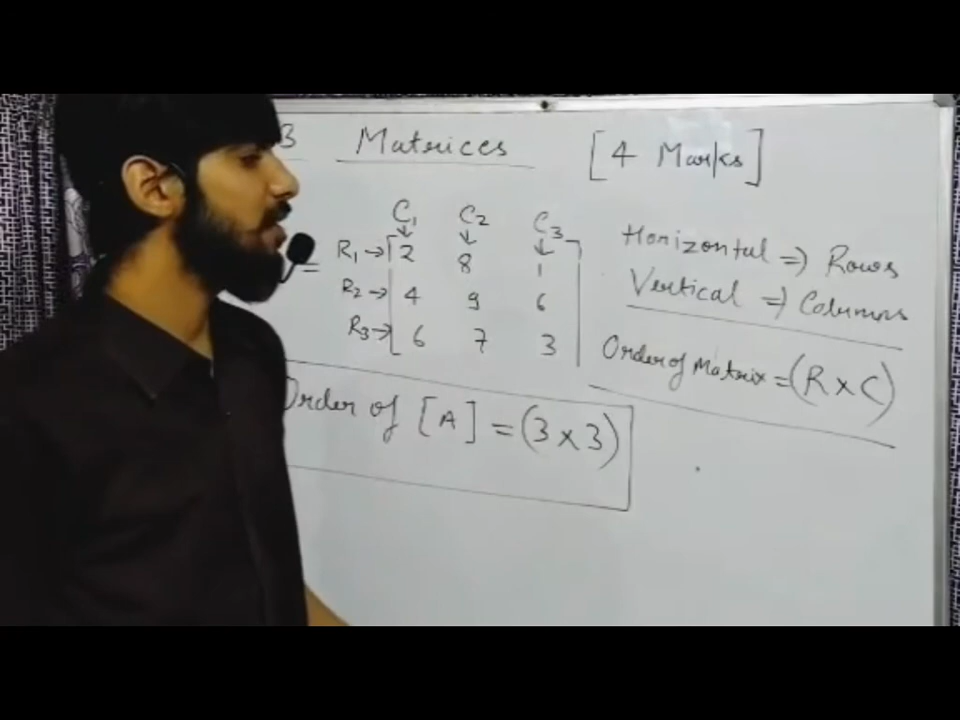 3 Matrices [4 Marks]
C₁ C₂ C₃
↓ ↓ ↓
R₁ → [ 2 8 1 ]
= R₂ → 4 9 6
R₃ → 6 7 3
Horizontal ⇒ Rows
Vertical ⇒ Columns
Order of Matrix = (R × C)
Order of [A] = (3 × 3)